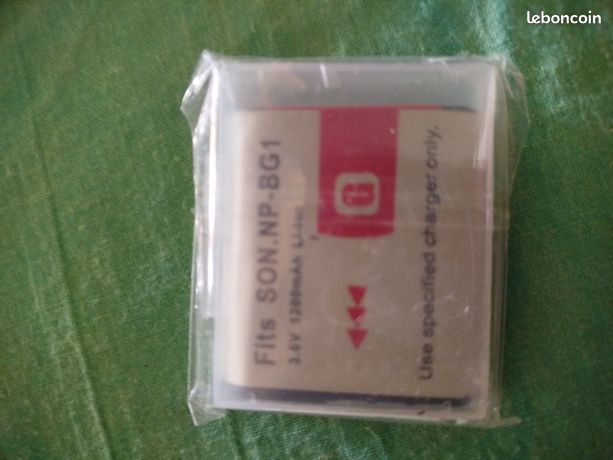 leboncoin
Fits SON.NP-BG1
3.6V 1200mAh Li-ion
G
Use specified charger only.